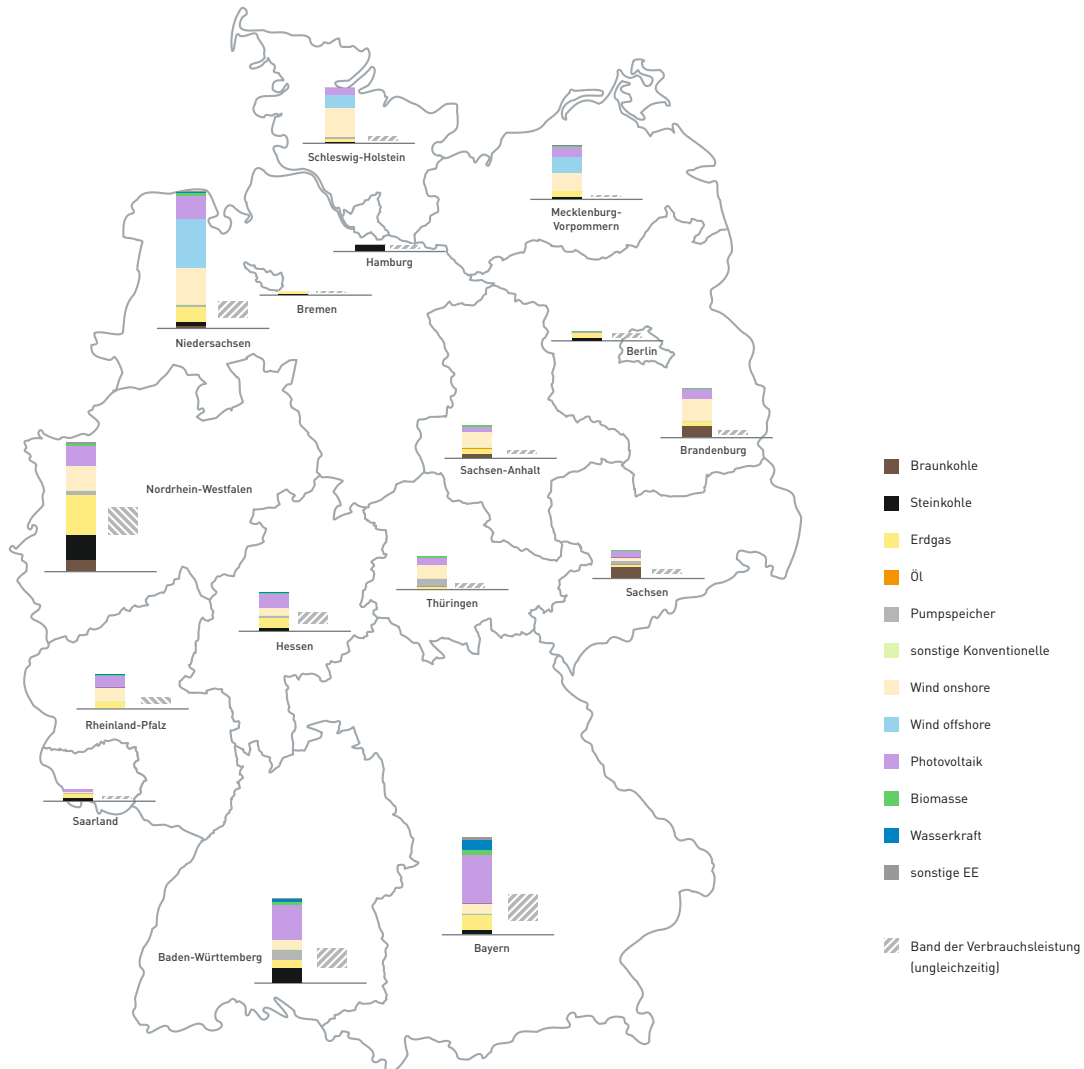 Schleswig-Holstein
Mecklenburg-
Vorpommern
Hamburg
Bremen
Niedersachsen
Berlin
Brandenburg
Sachsen-Anhalt
Nordrhein-Westfalen
Thüringen
Sachsen
Hessen
Rheinland-Pfalz
Saarland
Baden-Württemberg
Bayern
Braunkohle
Steinkohle
Erdgas
Öl
Pumpspeicher
sonstige Konventionelle
Wind onshore
Wind offshore
Photovoltaik
Biomasse
Wasserkraft
sonstige EE
Band der Verbrauchsleistung
(ungleichzeitig)